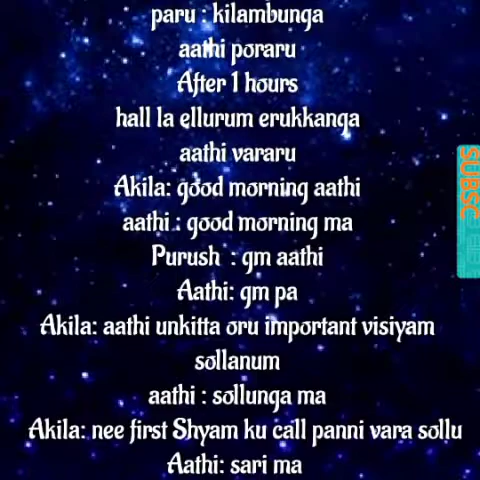 paru : kilambunga
aathi poraru
After 1 hours
hall la ellurum erukkanga
aathi vararu
Akila: good morning aathi
aathi : good morning ma
Purush : gm aathi
Aathi: gm pa
Akila: aathi unkitta oru important visiyam
sollanum
aathi : sollunga ma
Akila: nee first Shyam ku call panni vara sollu
Aathi: sari ma
SUBSC